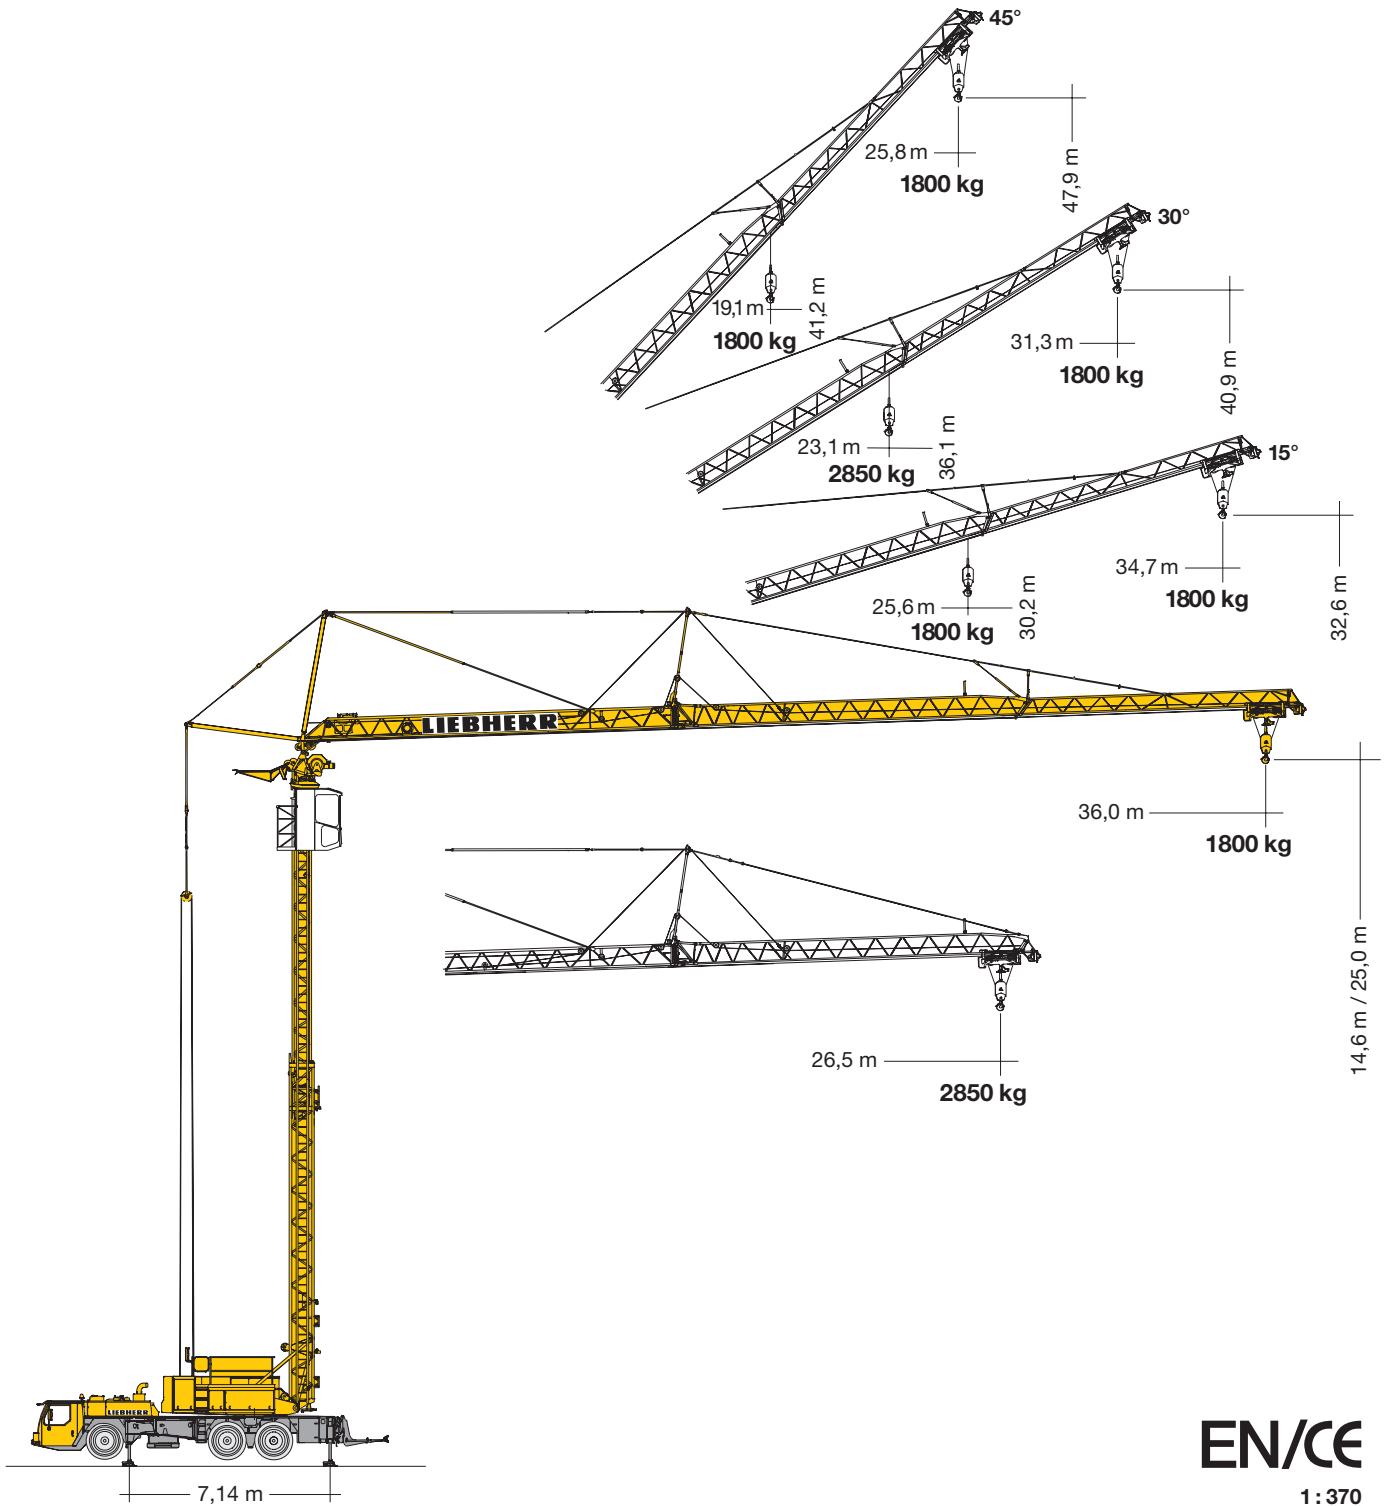 45°
25,8 m
1800 kg
47,9 m
30°
19,1 m
1800 kg
41,2 m
31,3 m
1800 kg
40,9 m
23,1 m
2850 kg
36,1 m
15°
34,7 m
1800 kg
32,6 m
25,6 m
1800 kg
30,2 m
LIEBHERR
36,0 m
1800 kg
14,6 m / 25,0 m
26,5 m
2850 kg
LIEBHERR
7,14 m
EN/CE
1:370